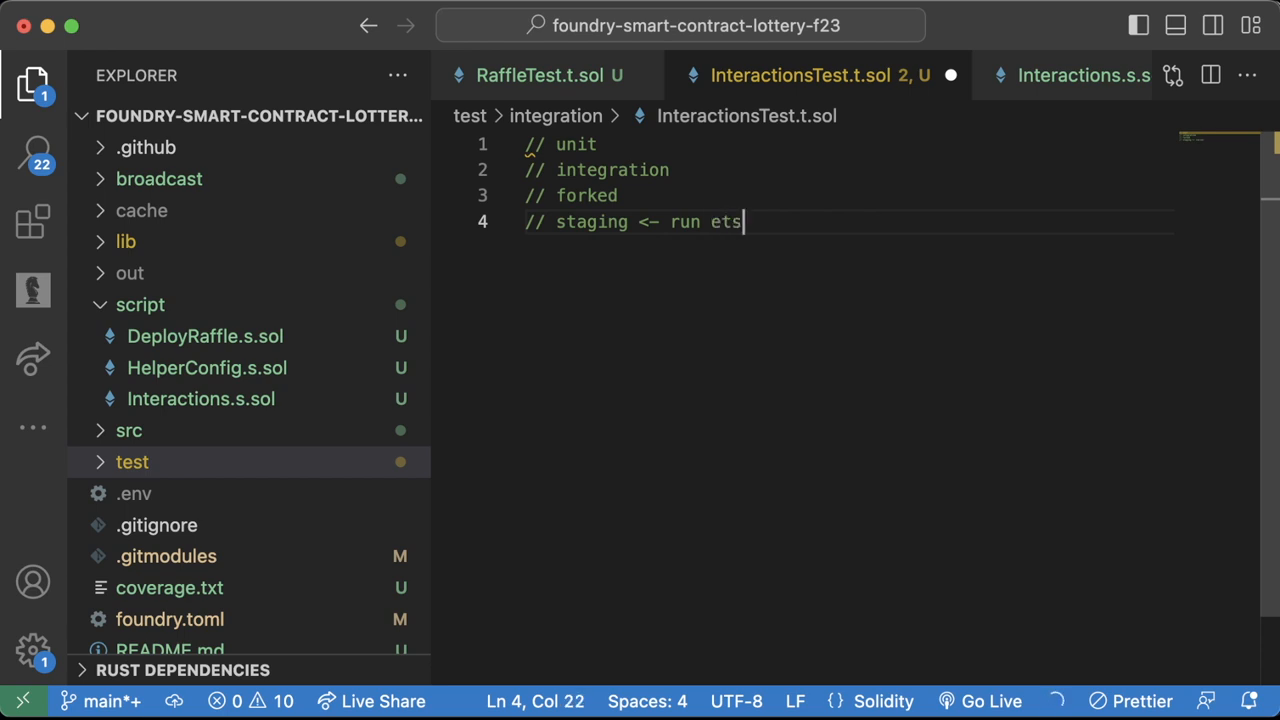 foundry-smart-contract-lottery-f23
EXPLORER
RaffleTest.t.sol U
InteractionsTest.t.sol 2, U
Interactions.s.s
FOUNDRY-SMART-CONTRACT-LOTTER...
test > integration > InteractionsTest.t.sol
1 // unit
2 // integration
3 // forked
4 // staging <- run ets
1
22
.github
broadcast
cache
lib
out
script
DeployRaffle.s.sol U
HelperConfig.s.sol U
Interactions.s.sol U
src
test
.env
.gitignore
.gitmodules M
coverage.txt U
foundry.toml M
README.md U
RUST DEPENDENCIES
1
main*+
0
10
Live Share
Ln 4, Col 22
Spaces: 4
UTF-8
LF
{} Solidity
Go Live
Prettier